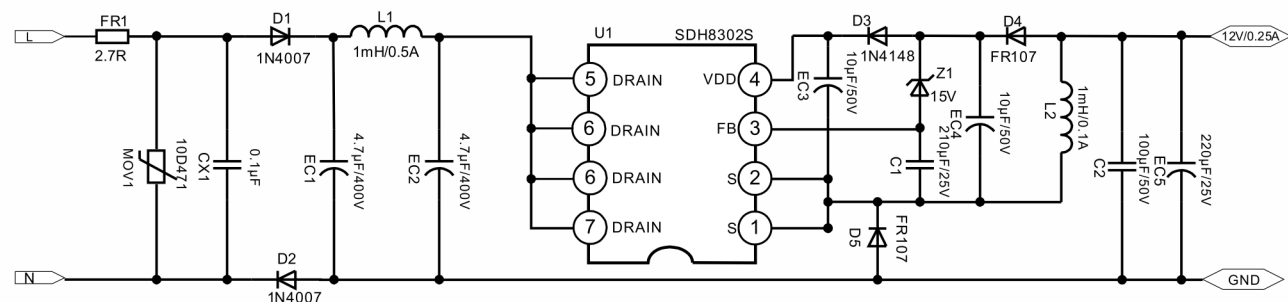 L
FR1
2.7R
MOV1
10D471
CX1
0.1μF
D1
1N4007
D2
1N4007
N
L1
1mH/0.5A
EC1
4.7μF/400V
EC2
4.7μF/400V
U1
SDH8302S
5
DRAIN
6
DRAIN
6
DRAIN
7
DRAIN
VDD
4
FB
3
S
2
S
1
EC3
10μF/50V
D3
1N4148
Z1
15V
C1
210μF/25V
D5
FR107
EC4
10μF/50V
D4
FR107
L2
1mH/0.1A
C2
100μF/50V
EC5
220μF/25V
12V/0.25A
GND